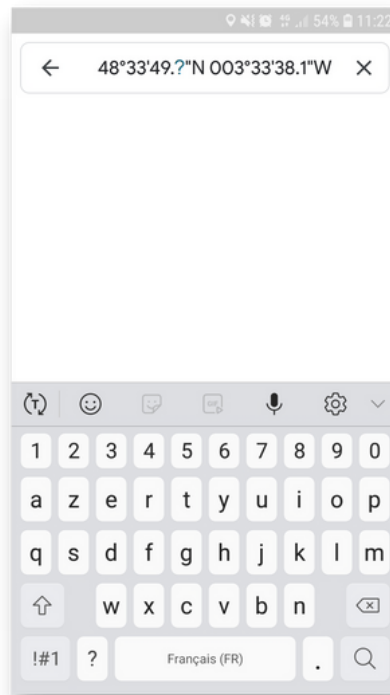 54% 11:22
48°33'49.?"N 003°33'38.1"W
1 2 3 4 5 6 7 8 9 0
a z e r t y u i o p
q s d f g h j k l m
w x c v b n
!#1 ? Français (FR) .